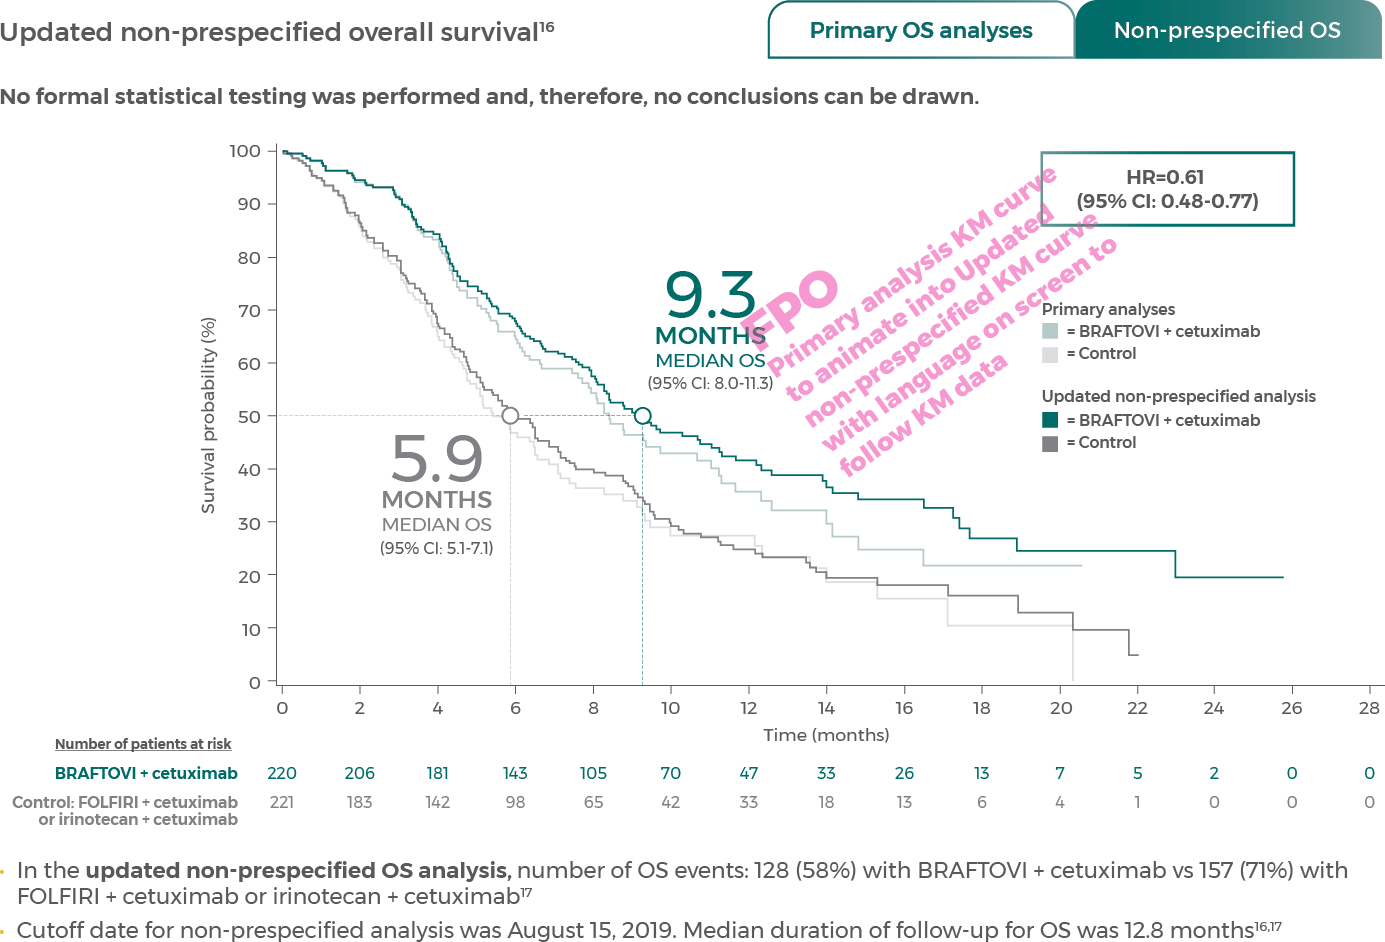 Updated non-prespecified overall survival16
Primary OS analyses
Non-prespecified OS
No formal statistical testing was performed and, therefore, no conclusions can be drawn.
HR=0.61
(95% CI: 0.48-0.77)
FPO
Primary analysis KM curve
to animate into Updated
non-prespecified KM curve
with language on screen to
follow KM data
9.3
MONTHS
MEDIAN OS
(95% CI: 8.0-11.3)
5.9
MONTHS
MEDIAN OS
(95% CI: 5.1-7.1)
Primary analyses
= BRAFTOVI + cetuximab
= Control
Updated non-prespecified analysis
= BRAFTOVI + cetuximab
= Control
Survival probability (%)
100
90
80
70
60
50
40
30
20
10
0
0 2 4 6 8 10 12 14 16 18 20 22 24 26 28
Time (months)
Number of patients at risk
BRAFTOVI + cetuximab 220 206 181 143 105 70 47 33 26 13 7 5 2 0 0
Control: FOLFIRI + cetuximab 221 183 142 98 65 42 33 18 13 6 4 1 0 0 0
or irinotecan + cetuximab
• In the updated non-prespecified OS analysis, number of OS events: 128 (58%) with BRAFTOVI + cetuximab vs 157 (71%) with
FOLFIRI + cetuximab or irinotecan + cetuximab17
• Cutoff date for non-prespecified analysis was August 15, 2019. Median duration of follow-up for OS was 12.8 months16,17